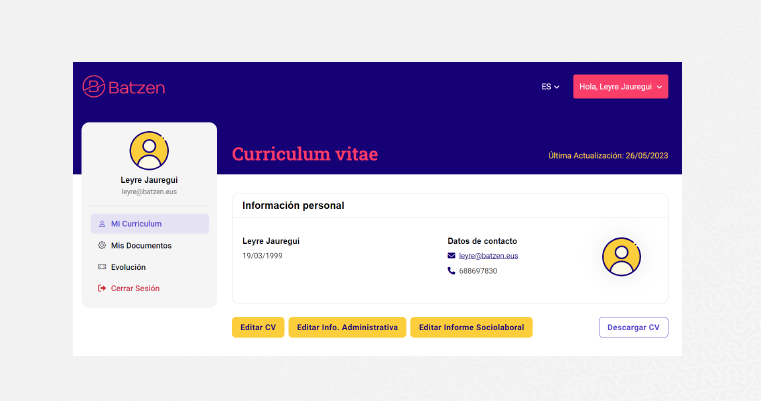 Batzen
ES
Hola, Leyre Jauregui
Leyre Jauregui
leyre@batzen.eus
Mi Curriculum
Mis Documentos
Evolución
Cerrar Sesión
Curriculum vitae
Última Actualización: 26/05/2023
Información personal
Leyre Jauregui
19/03/1999
Datos de contacto
leyre@batzen.eus
688697830
Editar CV
Editar Info. Administrativa
Editar Informe Sociolaboral
Descargar CV